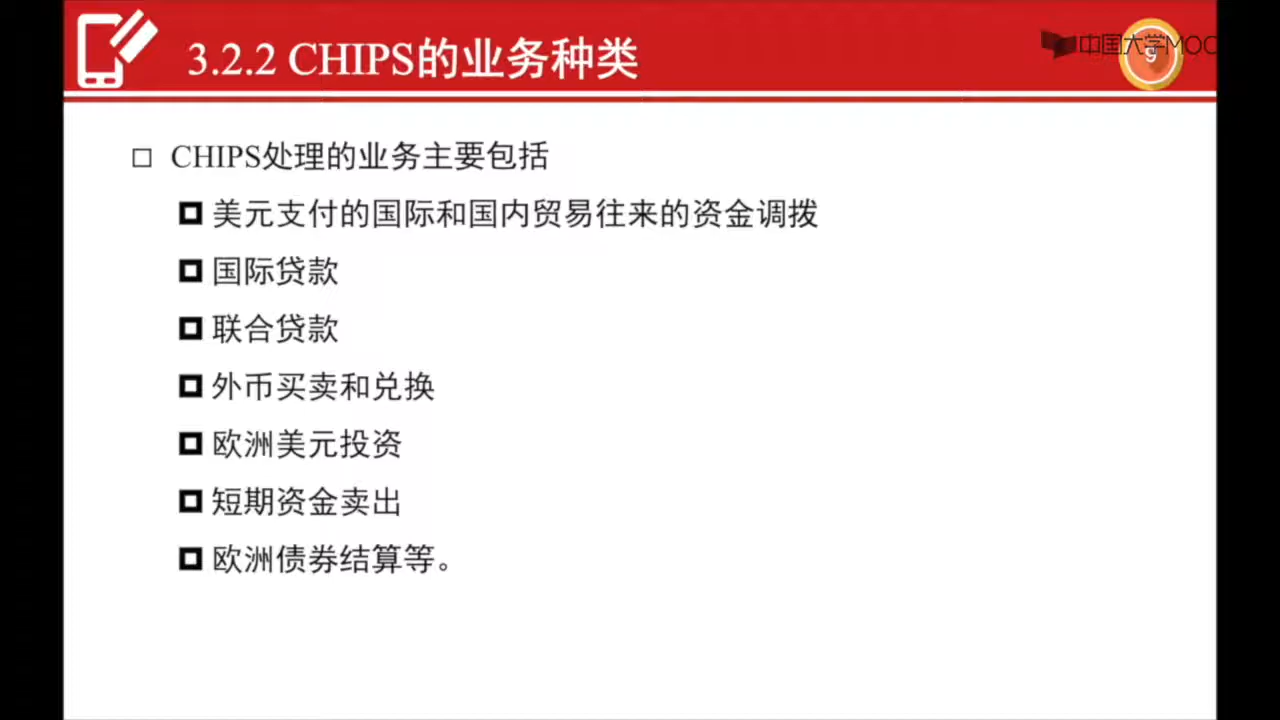 3.2.2 CHIPS的业务种类
中国大学MOC
9
CHIPS处理的业务主要包括
美元支付的国际和国内贸易往来的资金调拨
国际贷款
联合贷款
外币买卖和兑换
欧洲美元投资
短期资金卖出
欧洲债券结算等。